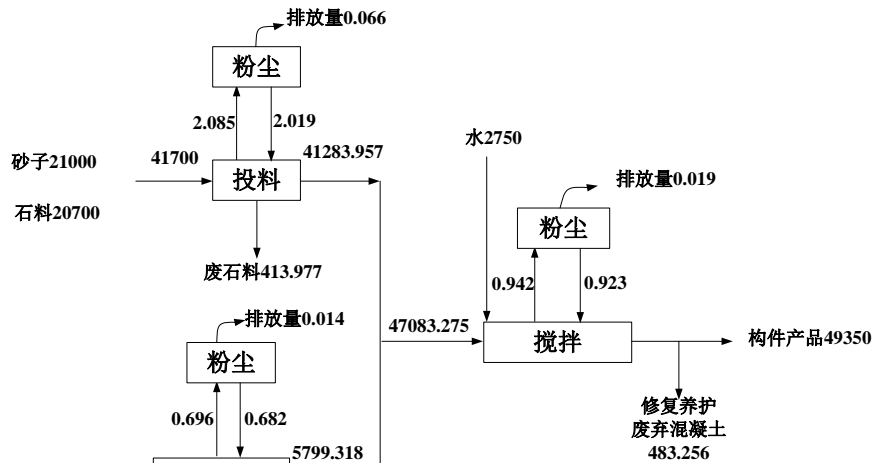 排放量0.066
粉尘
2.085
2.019
砂子21000
41700
41283.957
投料
石料20700
废石料413.977
水2750
排放量0.019
粉尘
0.942
0.923
47083.275
搅拌
构件产品49350
修复养护
废弃混凝土
483.256
排放量0.014
粉尘
0.696
0.682
5799.318